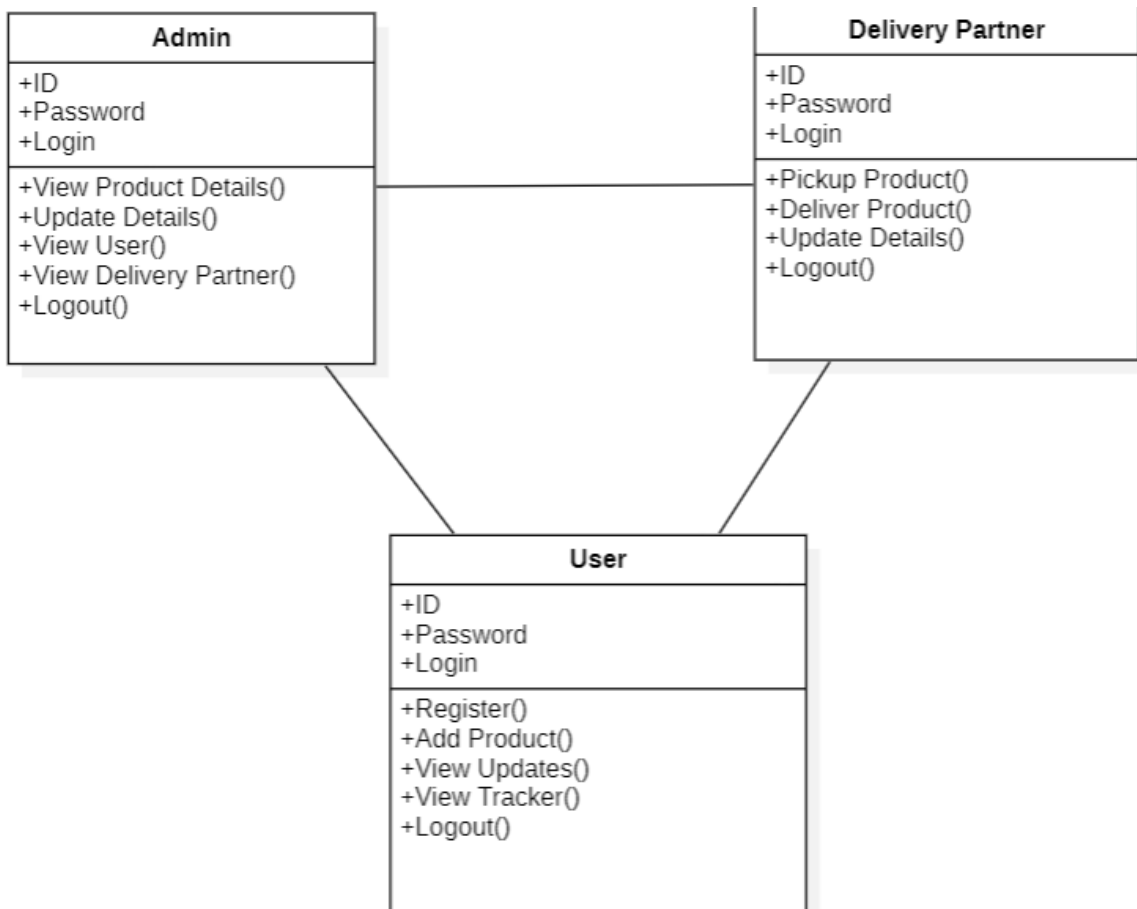 Admin
+ID
+Password
+Login
+View Product Details()
+Update Details()
+View User()
+View Delivery Partner()
+Logout()
Delivery Partner
+ID
+Password
+Login
+Pickup Product()
+Deliver Product()
+Update Details()
+Logout()
User
+ID
+Password
+Login
+Register()
+Add Product()
+View Updates()
+View Tracker()
+Logout()